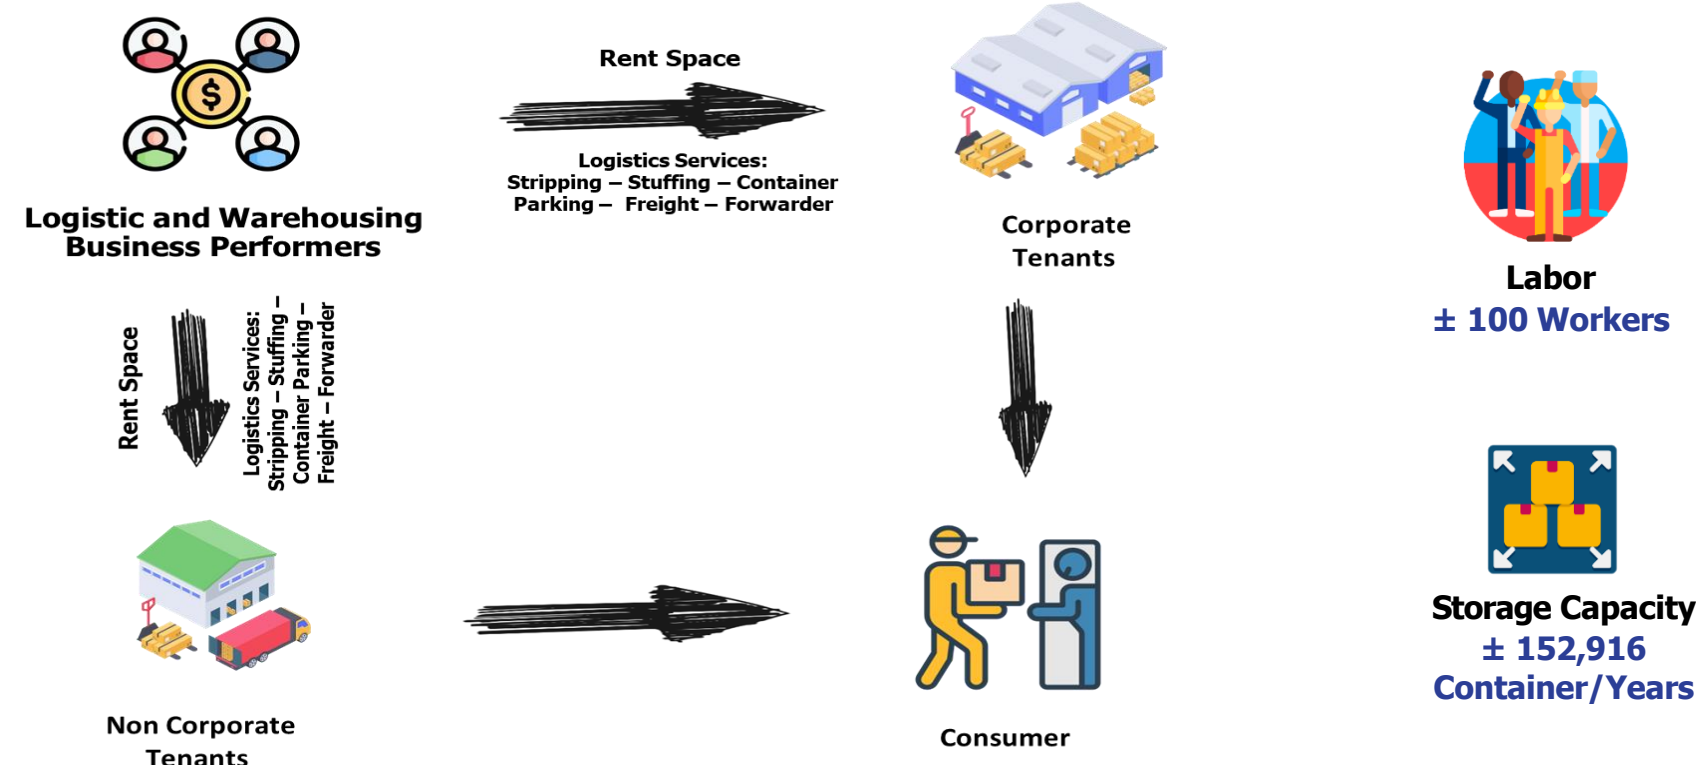 Rent Space
Logistics Services:
Stripping – Stuffing – Container
Parking –  Freight – Forwarder
Logistic and Warehousing
Business Performers
Corporate
Tenants
Labor
± 100 Workers
Rent Space
Logistics Services:
Stripping – Stuffing –
Container Parking –
Freight – Forwarder
Storage Capacity
± 152,916
Container/Years
Non Corporate
Tenants
Consumer